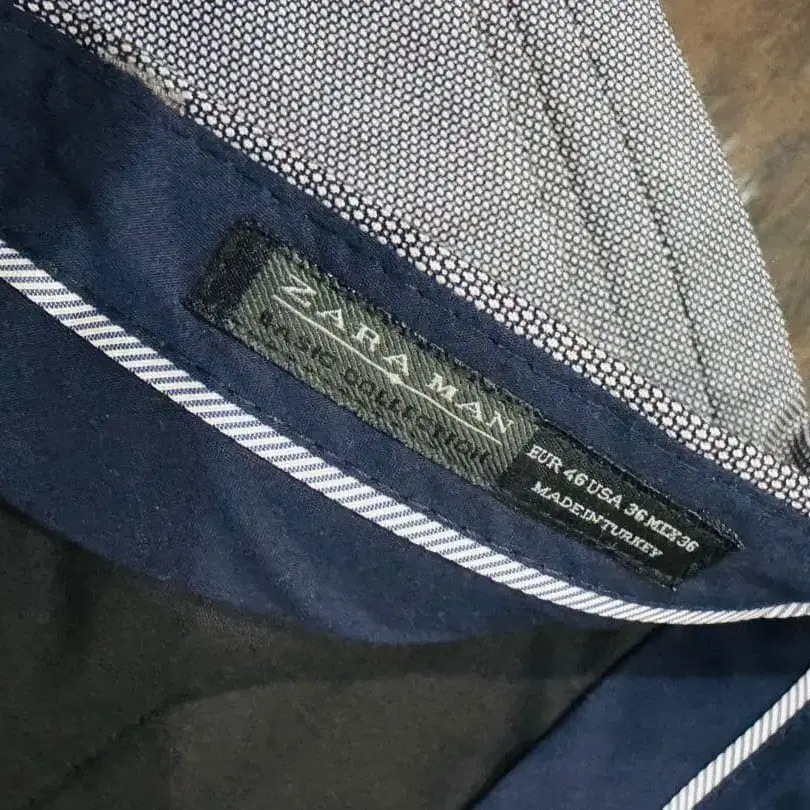 ZARA MAN
BASIC COLLECTION
EUR 46 USA 36 MEX 36
MADE IN TURKEY